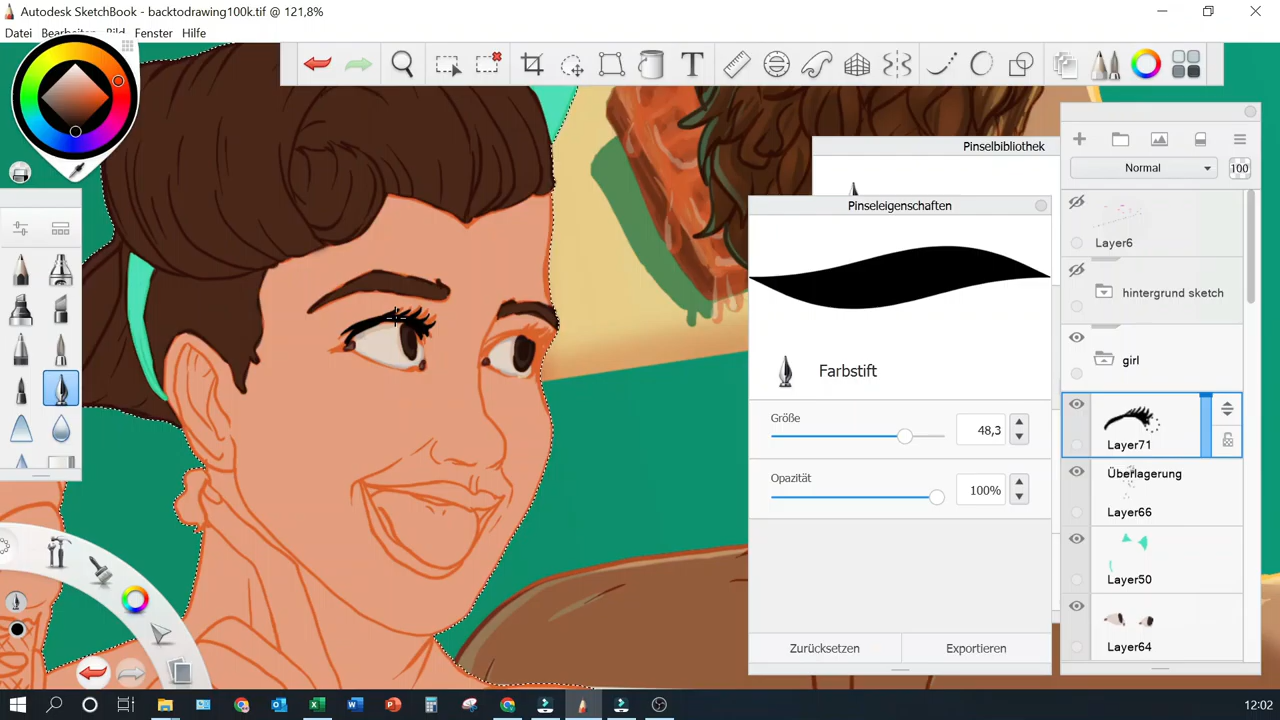 Autodesk SketchBook - backtodrawing100k.tif @ 121,8%
Datei Bearbeiten Bild Fenster Hilfe
T
Pinselbibliothek
Pinseleigenschaften
Farbstift
Größe
48,3
Opazität
100%
Zurücksetzen Exportieren
Normal 100
Layer6
hintergrund sketch
girl
Layer71
Überlagerung
Layer66
Layer50
Layer64
12:02